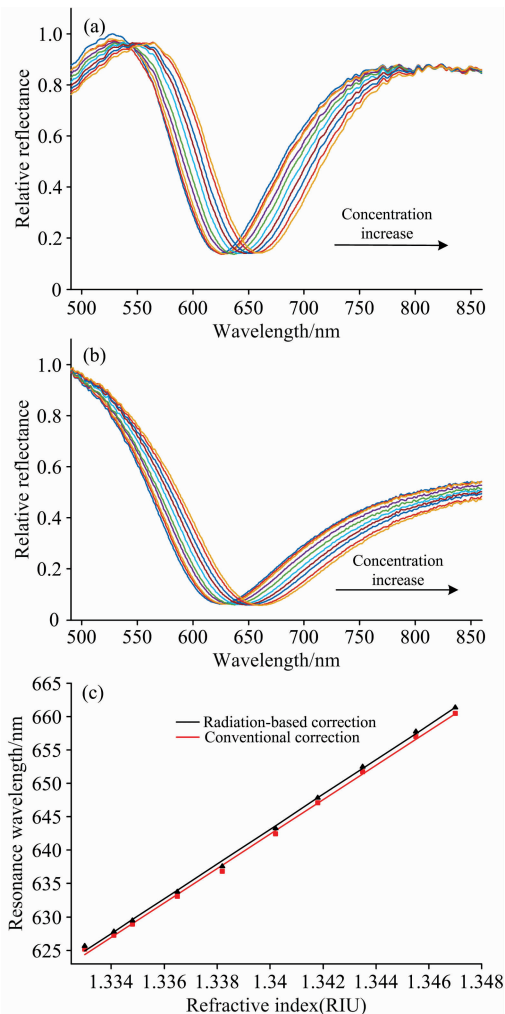 (a)
1.0
0.8
0.6
0.4
0.2
0
Relative reflectance
Concentration
increase
500 550 600 650 700 750 800 850
Wavelength/nm
(b)
1.0
0.8
0.6
0.4
0.2
0
Relative reflectance
Concentration
increase
500 550 600 650 700 750 800 850
Wavelength/nm
(c)
665
660
655
650
645
640
635
630
625
Resonance wavelength/nm
Radiation-based correction
Conventional correction
1.334 1.336 1.338 1.34 1.342 1.344 1.346 1.348
Refractive index(RIU)